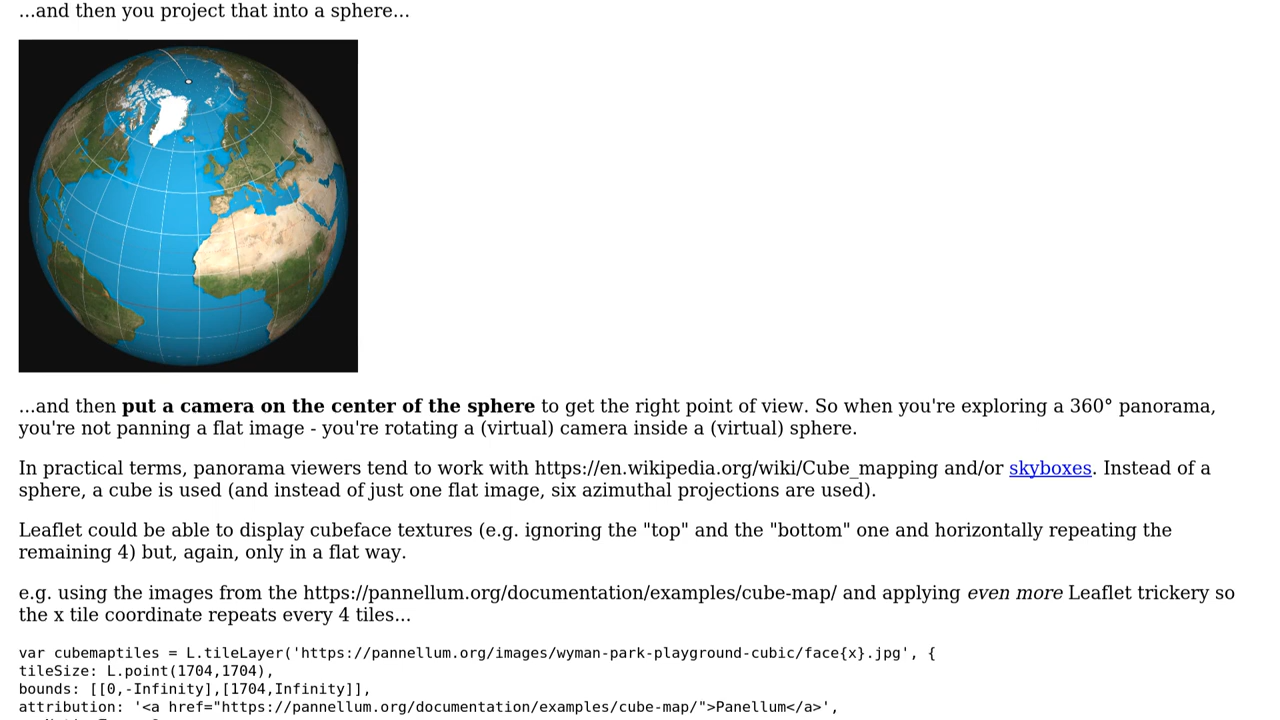 ...and then you project that into a sphere...
...and then put a camera on the center of the sphere to get the right point of view. So when you're exploring a 360° panorama,
you're not panning a flat image - you're rotating a (virtual) camera inside a (virtual) sphere.
In practical terms, panorama viewers tend to work with https://en.wikipedia.org/wiki/Cube_mapping and/or skyboxes. Instead of a
sphere, a cube is used (and instead of just one flat image, six azimuthal projections are used).
Leaflet could be able to display cubeface textures (e.g. ignoring the "top" and the "bottom" one and horizontally repeating the
remaining 4) but, again, only in a flat way.
e.g. using the images from the https://pannellum.org/documentation/examples/cube-map/ and applying even more Leaflet trickery so
the x tile coordinate repeats every 4 tiles...
var cubemaptiles = L.tileLayer('https://pannellum.org/images/wyman-park-playground-cubic/face{x}.jpg', {
tileSize: L.point(1704,1704),
bounds: [[0,-Infinity],[1704,Infinity]],
attribution: '<a href="https://pannellum.org/documentation/examples/cube-map/">Panellum</a>',